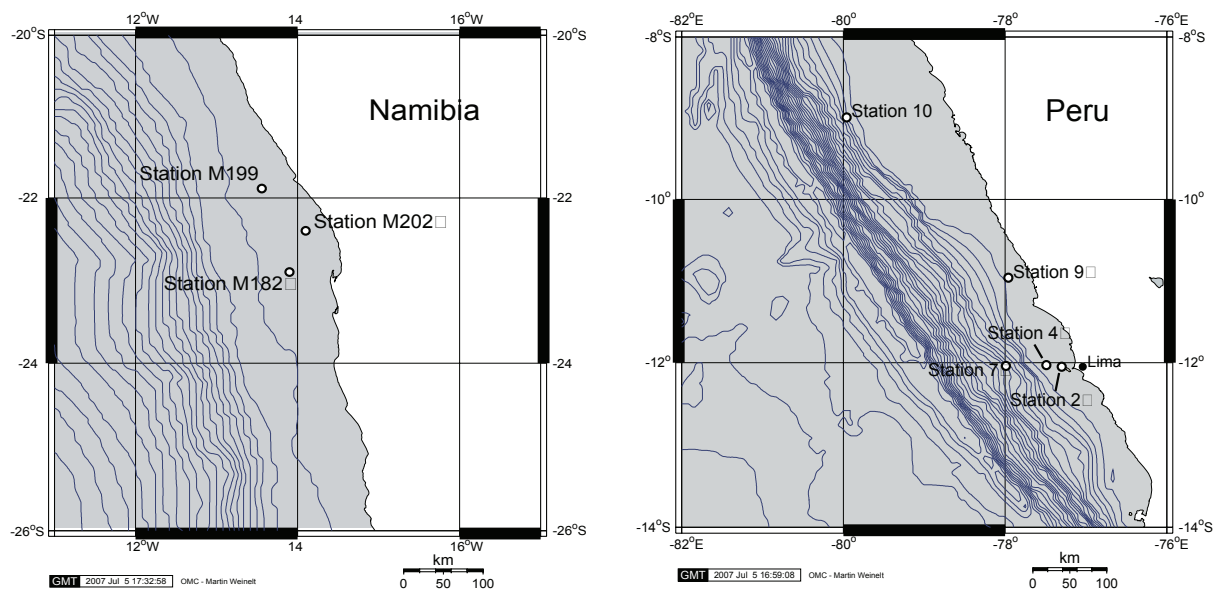 12°W 14 16°W
-20°S -20°S
Namibia
Station M199
-22 -22
Station M202□
Station M182□
-24 -24
-26°S -26°S
12°W 14 16°W
km
0 50 100
GMT 2007 Jul 5 17:32:58 OMC - Martin Weinelt
-82°E -80 -78 -76°E
-8°S -8°S
Station 10
Peru
-10 -10
Station 9□
Station 4□
-12 -12
Station 7□
Lima
Station 2□
-14°S -14°S
-82°E -80 -78 -76°E
km
0 50 100
GMT 2007 Jul 5 16:59:08 OMC - Martin Weinelt